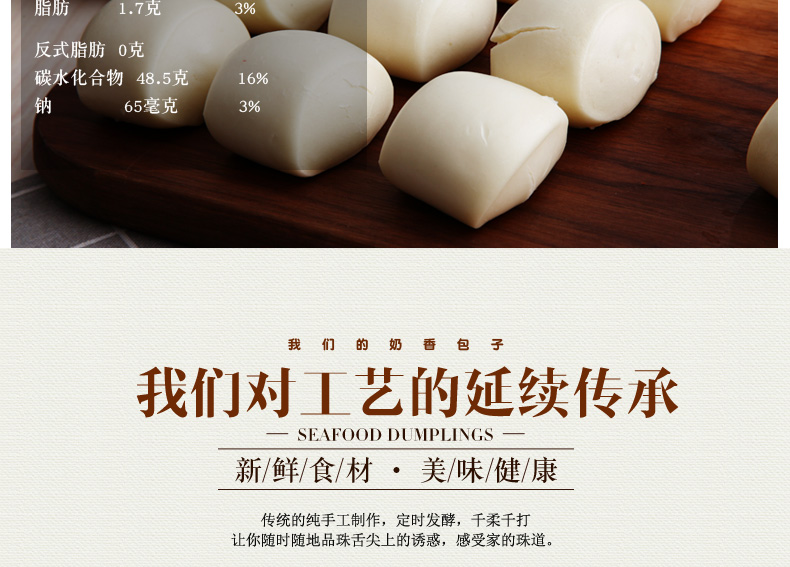 脂肪 1.7克 3%
反式脂肪 0克
碳水化合物 48.5克 16%
钠 65毫克 3%
我们的奶香包子
我们对工艺的延续传承
— SEAFOOD DUMPLINGS —
新/鲜/食/材 · 美/味/健/康
传统的纯手工制作，定时发酵，千柔千打
让你随时随地品珠舌尖上的诱惑，感受家的珠道。